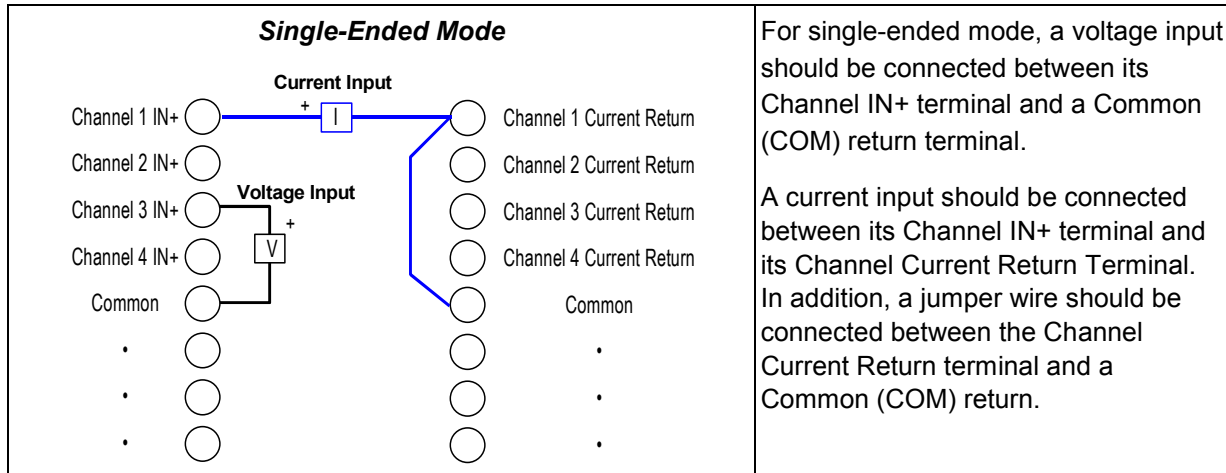 Single-Ended Mode
Current Input
Channel 1 IN+
+
I
Channel 1 Current Return
Channel 2 IN+
Channel 2 Current Return
Voltage Input
Channel 3 IN+
+
Channel 3 Current Return
V
Channel 4 IN+
Channel 4 Current Return
Common
Common
For single-ended mode, a voltage input
should be connected between its
Channel IN+ terminal and a Common
(COM) return terminal.
A current input should be connected
between its Channel IN+ terminal and
its Channel Current Return Terminal.
In addition, a jumper wire should be
connected between the Channel
Current Return terminal and a
Common (COM) return.